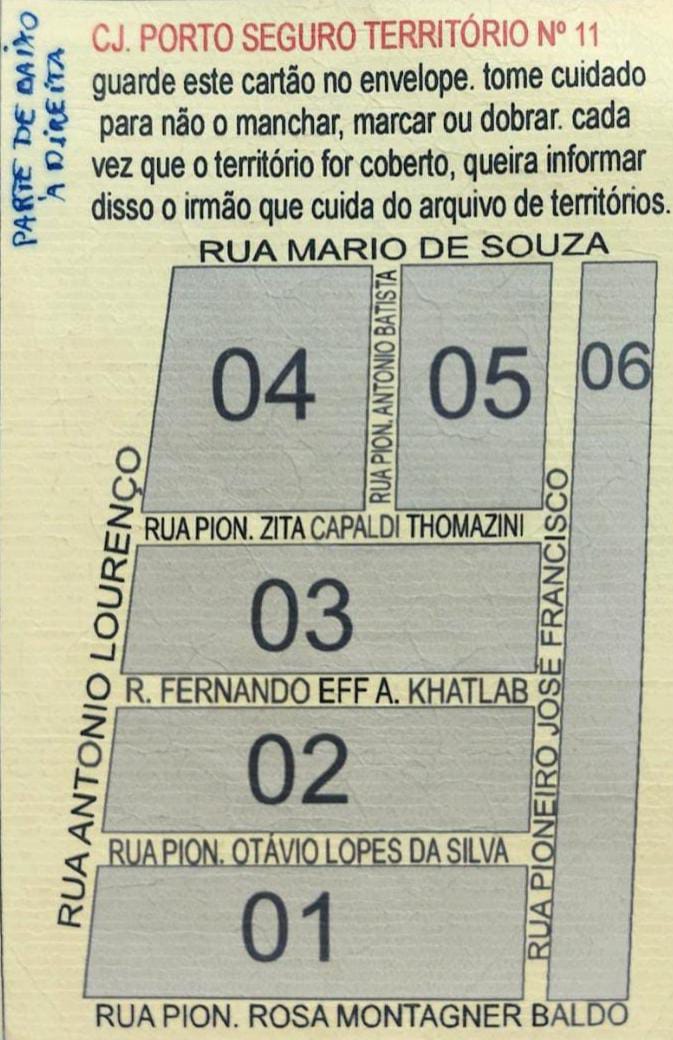 CJ. PORTO SEGURO TERRITÓRIO Nº 11
guarde este cartão no envelope. tome cuidado
para não o manchar, marcar ou dobrar. cada
vez que o território for coberto, queira informar
disso o irmão que cuida do arquivo de territórios.
PARTE DE BAIXO
À DIREITA
RUA MARIO DE SOUZA
04
RUA PION. ANTONIO BATISTA
05
06
RUA PION. ZITA CAPALDI THOMAZINI
RUA ANTONIO LOURENÇO
03
RUA PIONEIRO JOSÉ FRANCISCO
R. FERNANDO EFF A. KHATLAB
02
RUA PION. OTÁVIO LOPES DA SILVA
01
RUA PION. ROSA MONTAGNER BALDO